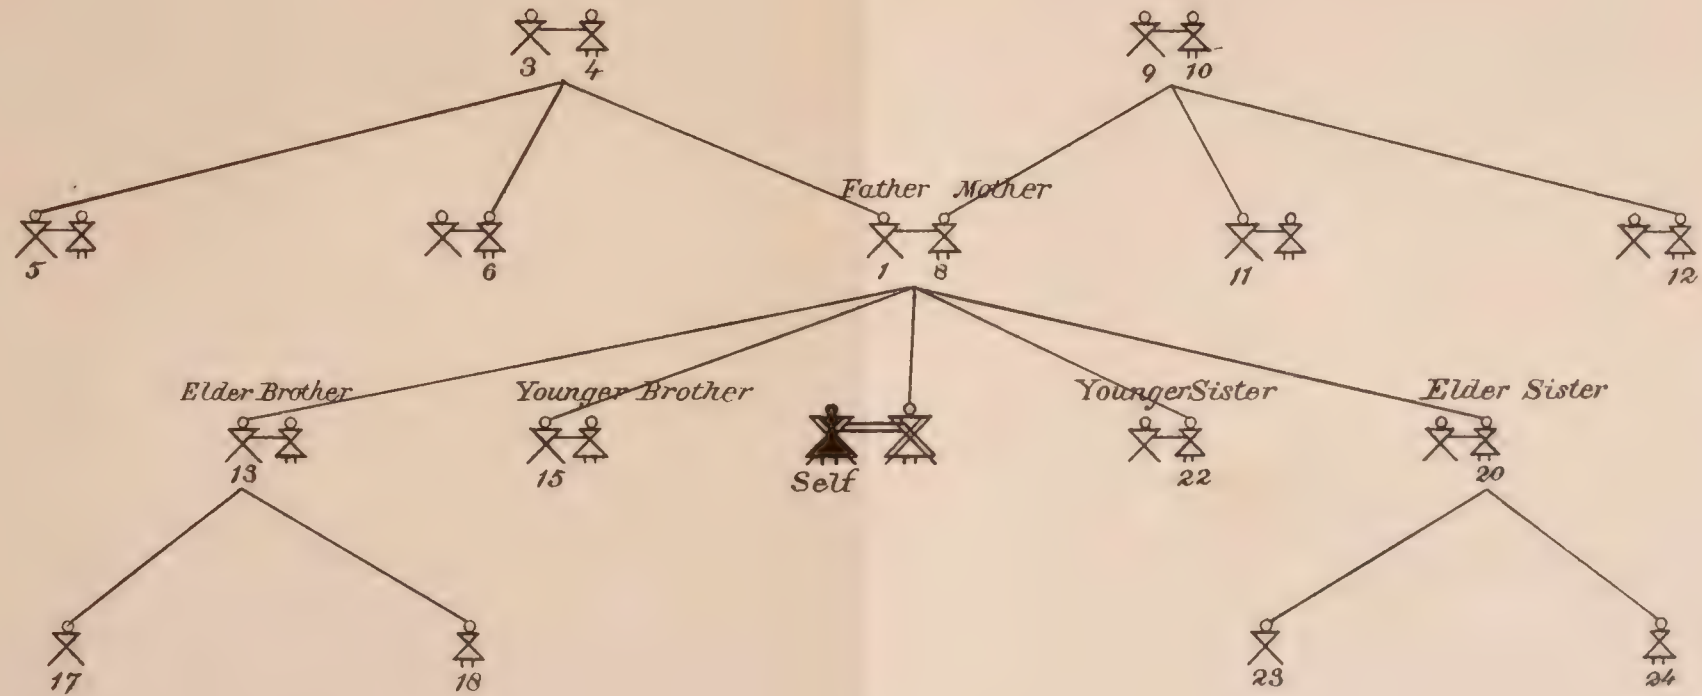 3 4 9 10
Father Mother
5 6 1 8 11 12
Elder Brother Younger Brother Younger Sister Elder Sister
13 15 Self 22 20
17 18 23 24